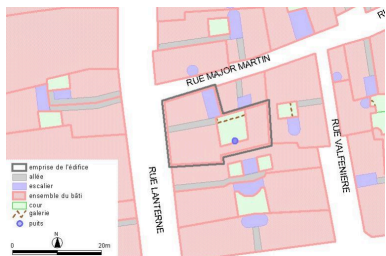 RUE
RUE MAJOR MARTIN
RUE LANTERNE
RUE VALFENIERE
emprise de l'édifice
allée
escalier
ensemble du bâti
cour
galerie
puits
N
0 20m